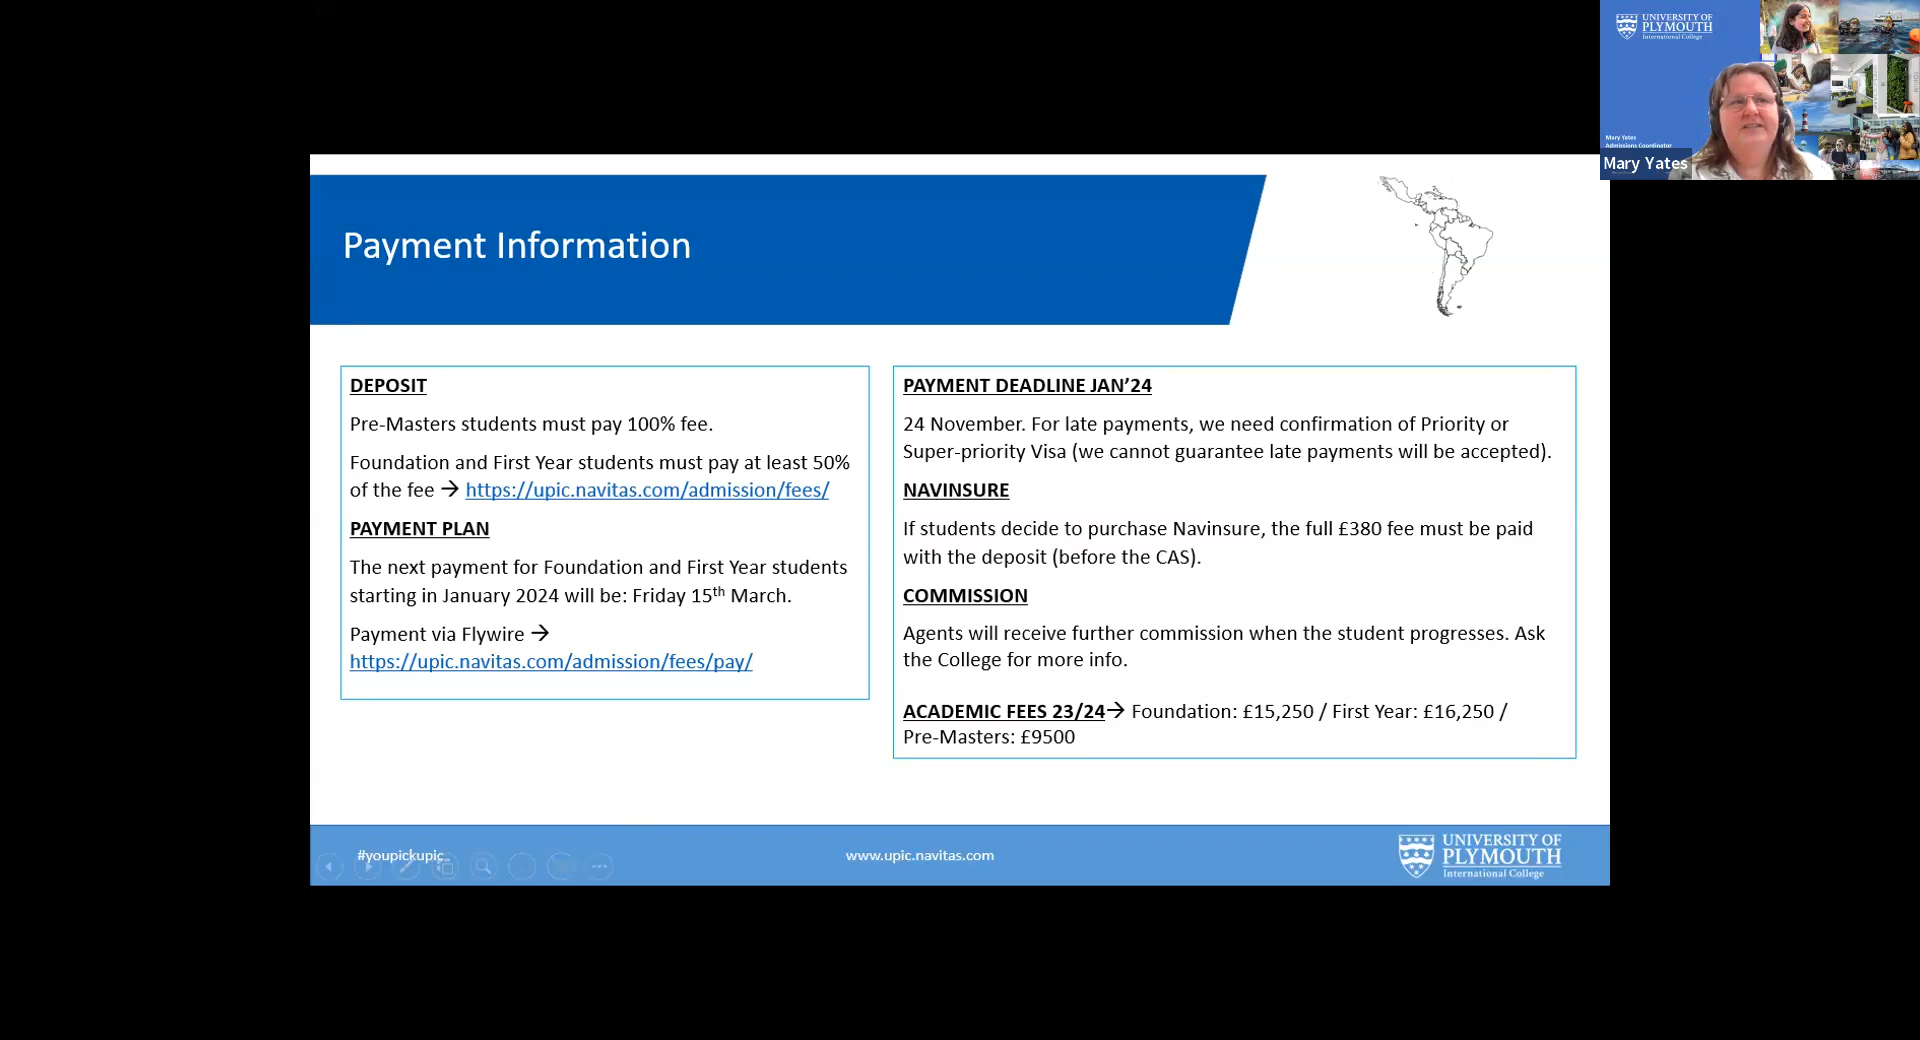 UNIVERSITY OF
PLYMOUTH
International College
Mary Yates
Admissions Coordinator
Mary Yates
Payment Information
DEPOSIT
Pre-Masters students must pay 100% fee.
Foundation and First Year students must pay at least 50%
of the fee → https://upic.navitas.com/admission/fees/
PAYMENT PLAN
The next payment for Foundation and First Year students
starting in January 2024 will be: Friday 15th March.
Payment via Flywire →
https://upic.navitas.com/admission/fees/pay/
PAYMENT DEADLINE JAN’24
24 November. For late payments, we need confirmation of Priority or
Super-priority Visa (we cannot guarantee late payments will be accepted).
NAVINSURE
If students decide to purchase Navinsure, the full £380 fee must be paid
with the deposit (before the CAS).
COMMISSION
Agents will receive further commission when the student progresses. Ask
the College for more info.
ACADEMIC FEES 23/24→ Foundation: £15,250 / First Year: £16,250 /
Pre-Masters: £9500
#youpickupic
www.upic.navitas.com
UNIVERSITY OF
PLYMOUTH
International College